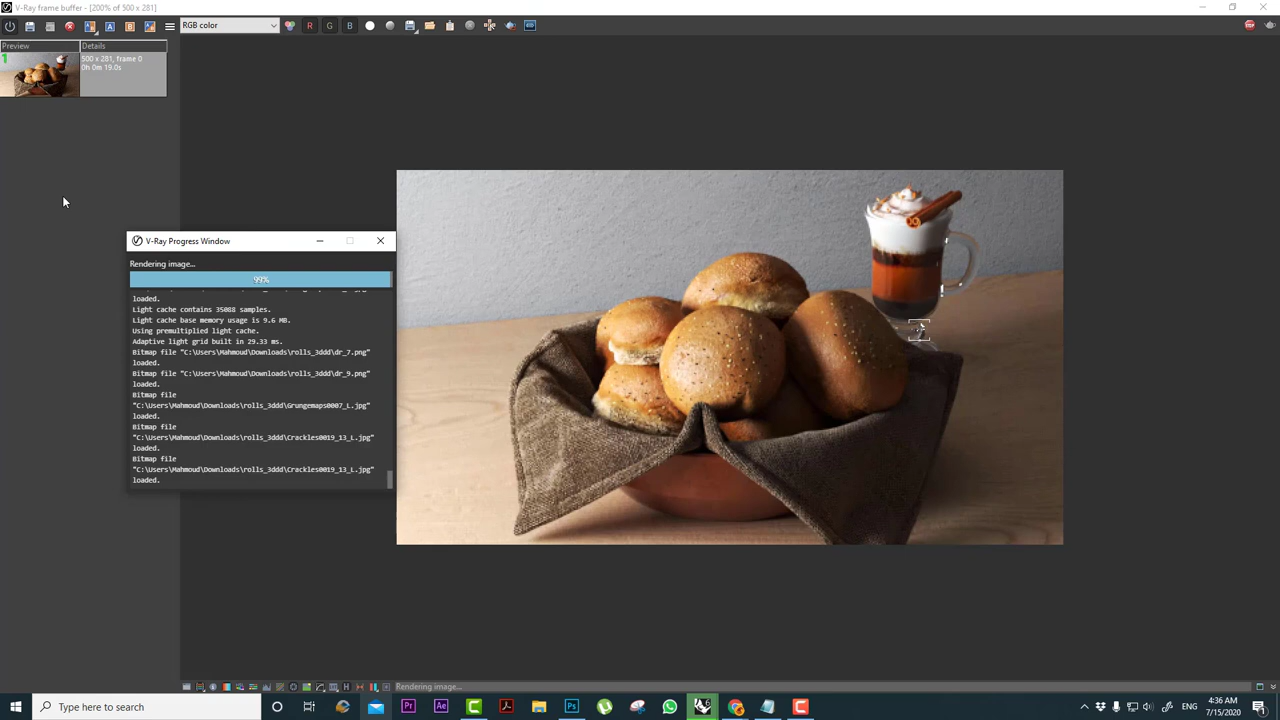 V-Ray frame buffer - [200% of 500 x 281]
RGB color
R
G
B
STOP
Preview
Details
1
500 x 281, frame 0
0h 0m 19.0s
V-Ray Progress Window
Rendering image...
99%
loaded.
Light cache contains 35088 samples.
Light cache base memory usage is 9.6 MB.
Using premultiplied light cache.
Adaptive light grid built in 29.33 ms.
Bitmap file "C:\Users\Mahmoud\Downloads\rolls_3ddd\dr_7.png"
loaded.
Bitmap file "C:\Users\Mahmoud\Downloads\rolls_3ddd\dr_9.png"
loaded.
Bitmap file
"C:\Users\Mahmoud\Downloads\rolls_3ddd\Grungemaps0007_L.jpg"
loaded.
Bitmap file
"C:\Users\Mahmoud\Downloads\rolls_3ddd\Crackles0019_13_L.jpg"
loaded.
Bitmap file
"C:\Users\Mahmoud\Downloads\rolls_3ddd\Crackles0019_13_L.jpg"
loaded.
H
Rendering image...
Type here to search
Pr
Ae
Ps
ENG
4:36 AM
7/15/2020